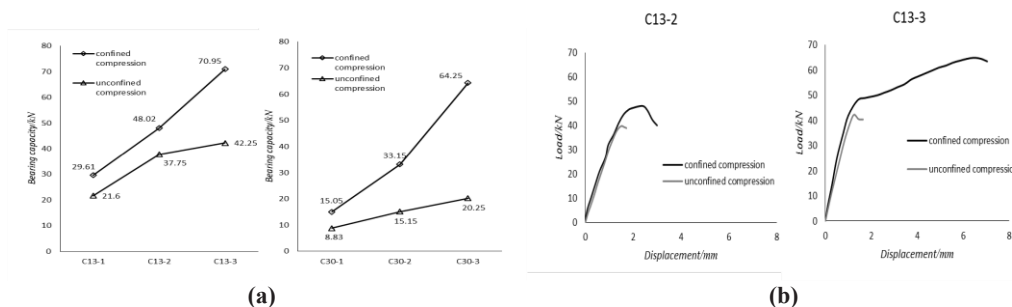 80
70
60
50
40
30
20
10
0
Bearing capacity/kN
confined
compression
unconfined
compression
70.95
48.02
29.61
42.25
37.75
21.6
C13-1 C13-2 C13-3
80
70
60
50
40
30
20
10
0
Bearing capacity/kN
confined
compression
unconfined
compression
64.25
33.15
15.05
20.25
15.15
8.83
C30-1 C30-2 C30-3
(a)
C13-2
70
60
50
40
30
20
10
0
Load/kN
confined compression
unconfined compression
0 2 4 6 8
Displacement/mm
C13-3
70
60
50
40
30
20
10
0
Load/kN
confined compression
unconfined compressio
0 2 4 6 8
Displacement/mm
(b)